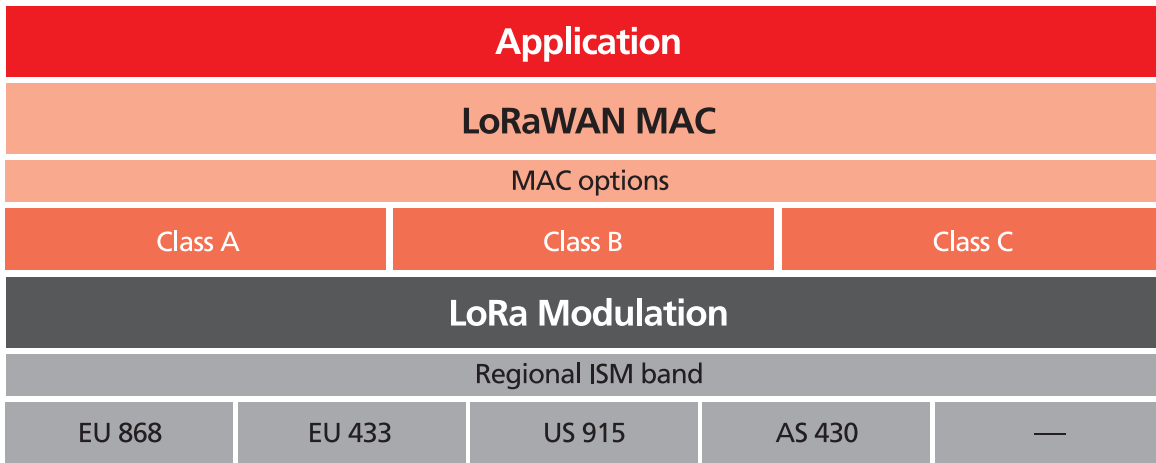 Application
LoRaWAN MAC
MAC options
Class A Class B Class C
LoRa Modulation
Regional ISM band
EU 868 EU 433 US 915 AS 430 —